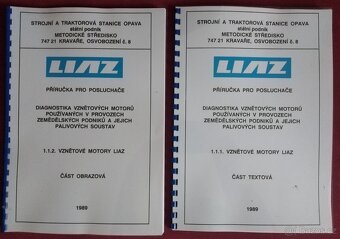 STROJNÍ A TRAKTOROVÁ STANICE OPAVA
státní podnik
METODICKÉ STŘEDISKO
747 21 KRAVAŘE, OSVOBOZENÍ č. 8
LIAZ
PŘÍRUČKA PRO POSLUCHAČE
DIAGNOSTIKA VZNĚTOVÝCH MOTORŮ
POUŽÍVANÝCH V PROVOZECH
ZEMĚDĚLSKÝCH PODNIKŮ A JEJICH
PALIVOVÝCH SOUSTAV
1.1.2. VZNĚTOVÉ MOTORY LIAZ
ČÁST OBRAZOVÁ
1989
STROJNÍ A TRAKTOROVÁ STANICE OPAVA
státní podnik
METODICKÉ STŘEDISKO
747 21 KRAVAŘE, OSVOBOZENÍ č. 8
LIAZ
PŘÍRUČKA PRO POSLUCHAČE
DIAGNOSTIKA VZNĚTOVÝCH MOTORŮ
POUŽÍVANÝCH V PROVOZECH
ZEMĚDĚLSKÝCH PODNIKŮ A JEJICH
PALIVOVÝCH SOUSTAV
1.1.1. VZNĚTOVÉ MOTORY LIAZ
ČÁST TEXTOVÁ
1989